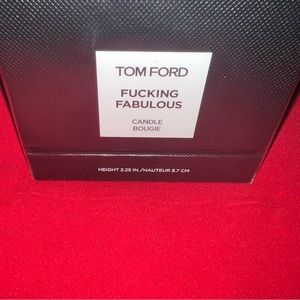 TOM FORD
FUCKING
FABULOUS
CANDLE
BOUGIE
HEIGHT 2.25 IN./HAUTEUR 5.7 CM